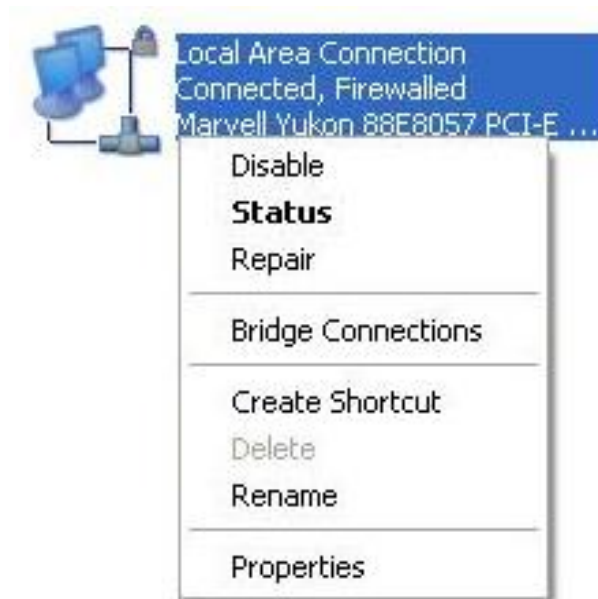 Local Area Connection
Connected, Firewalled
Marvell Yukon 88E8057 PCI-E ...
Disable
Status
Repair
Bridge Connections
Create Shortcut
Delete
Rename
Properties